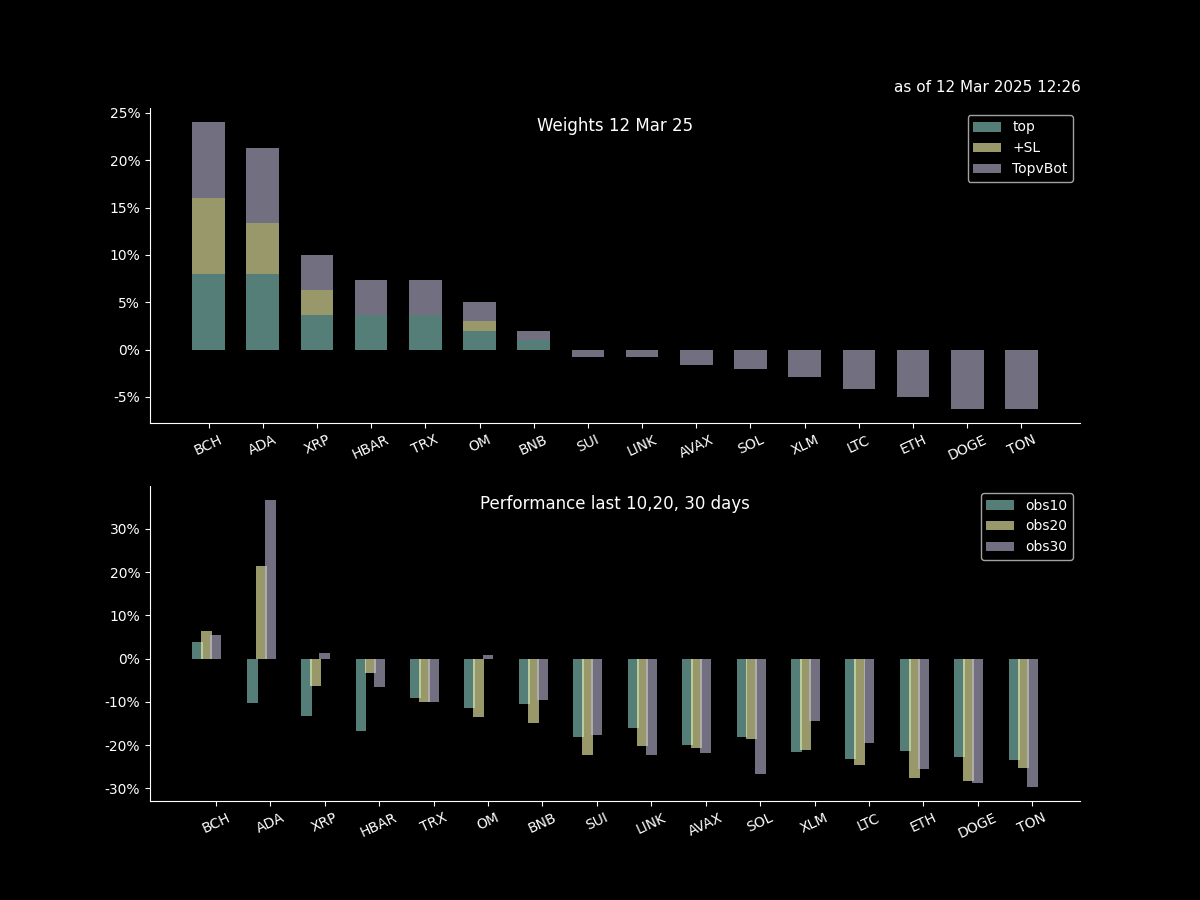 as of 12 Mar 2025 12:26
Weights 12 Mar 25
top
+SL
TopvBot
25%
20%
15%
10%
5%
0%
-5%
BCH ADA XRP HBAR TRX OM BNB SUI LINK AVAX SOL XLM LTC ETH DOGE TON
Performance last 10,20, 30 days
obs10
obs20
obs30
30%
20%
10%
0%
-10%
-20%
-30%
BCH ADA XRP HBAR TRX OM BNB SUI LINK AVAX SOL XLM LTC ETH DOGE TON